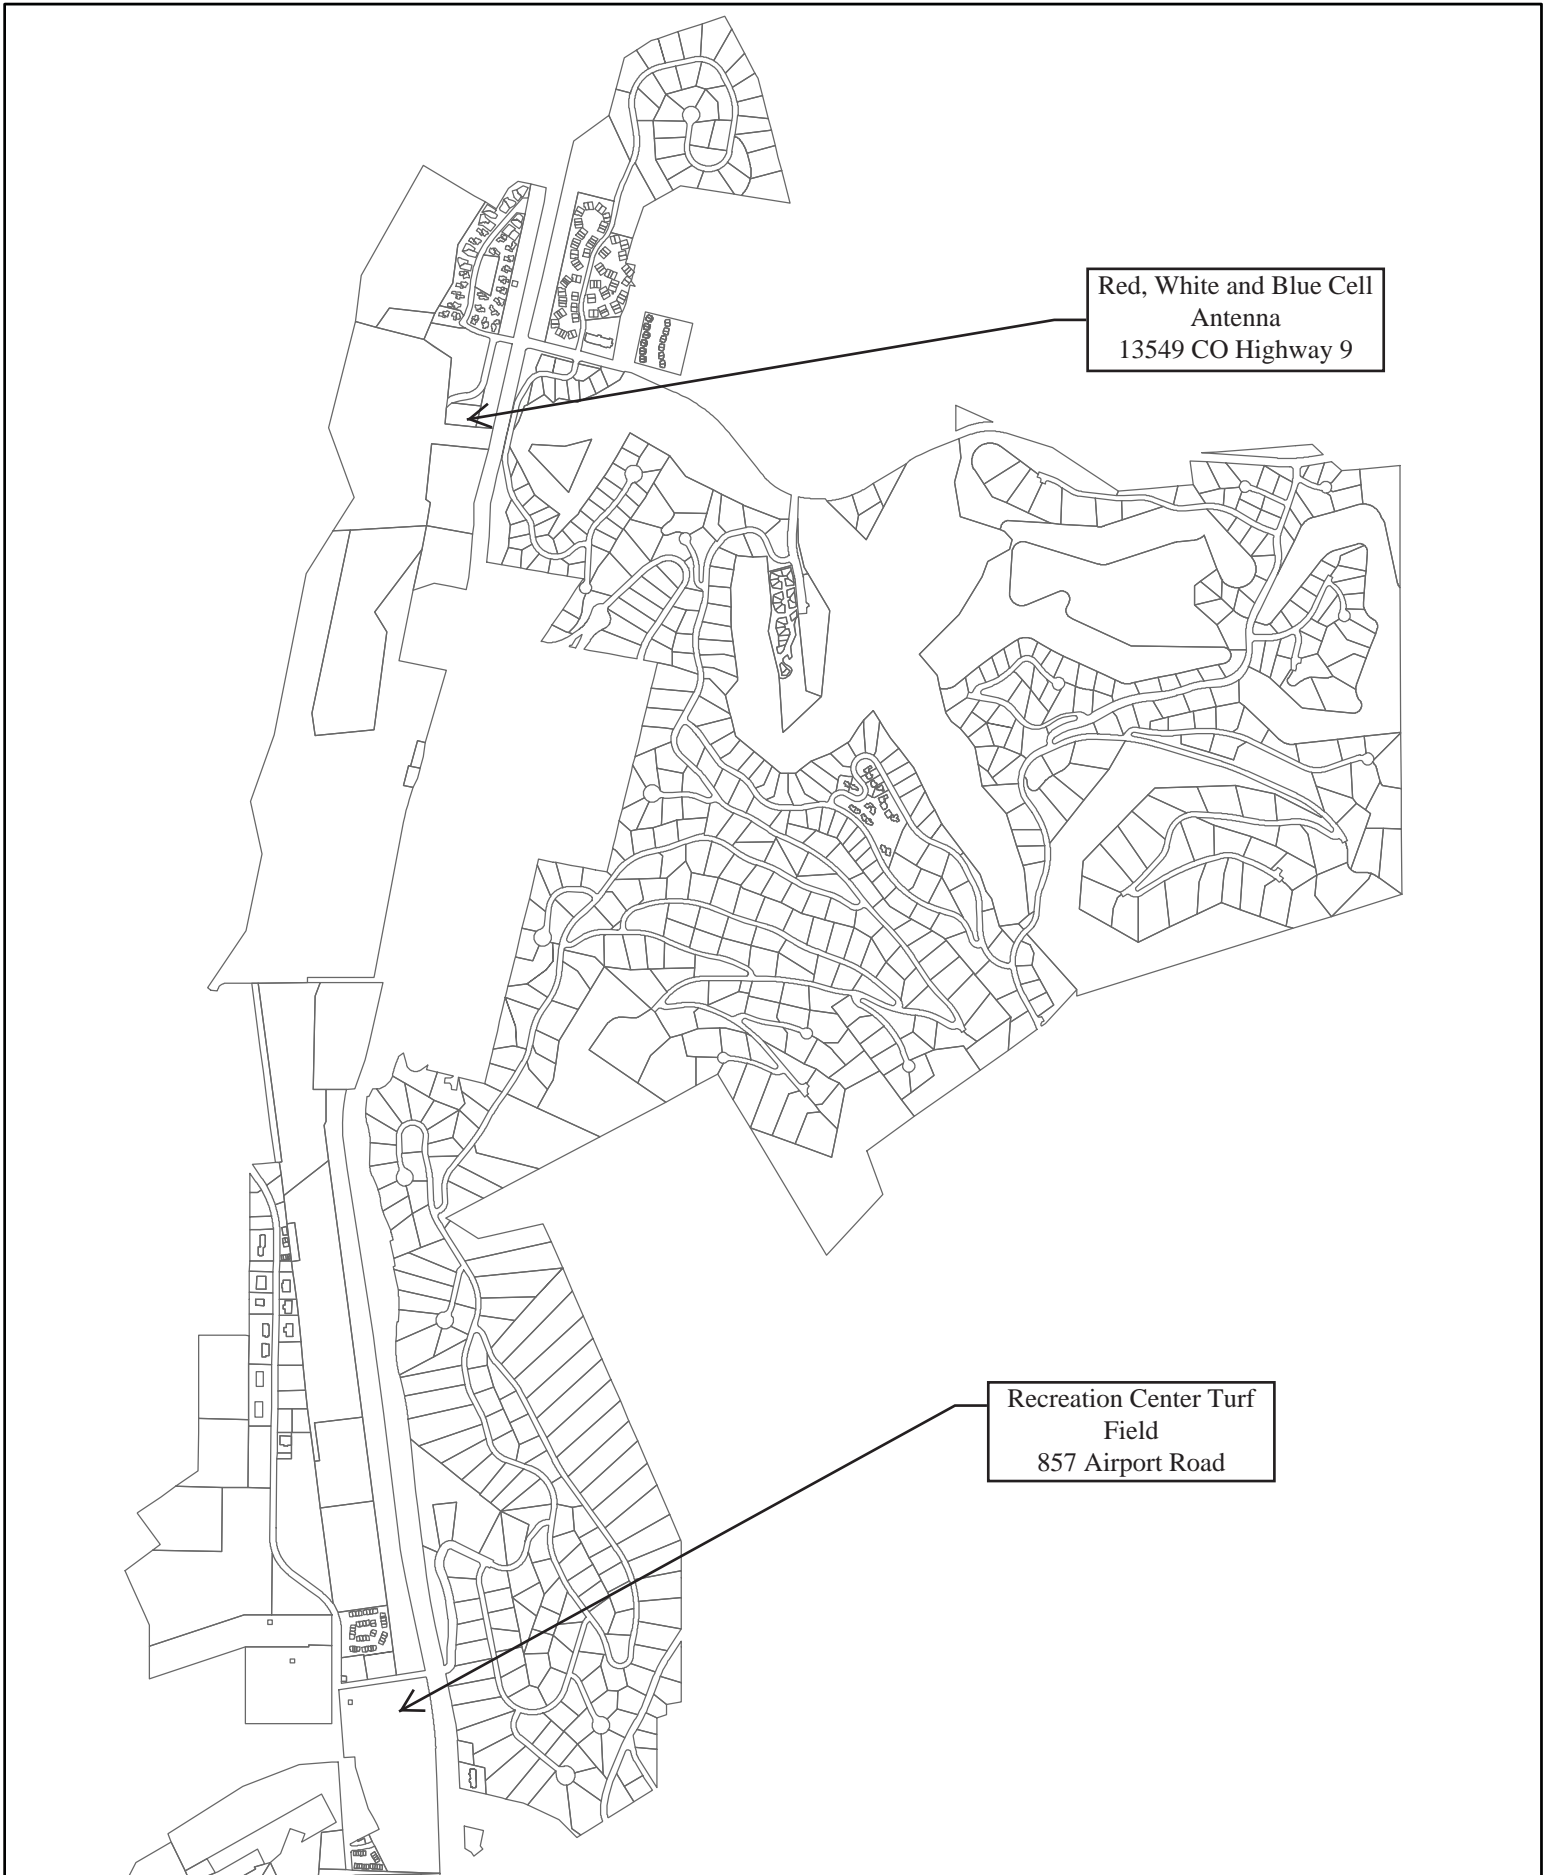 Red, White and Blue Cell
Antenna
13549 CO Highway 9
Recreation Center Turf
Field
857 Airport Road